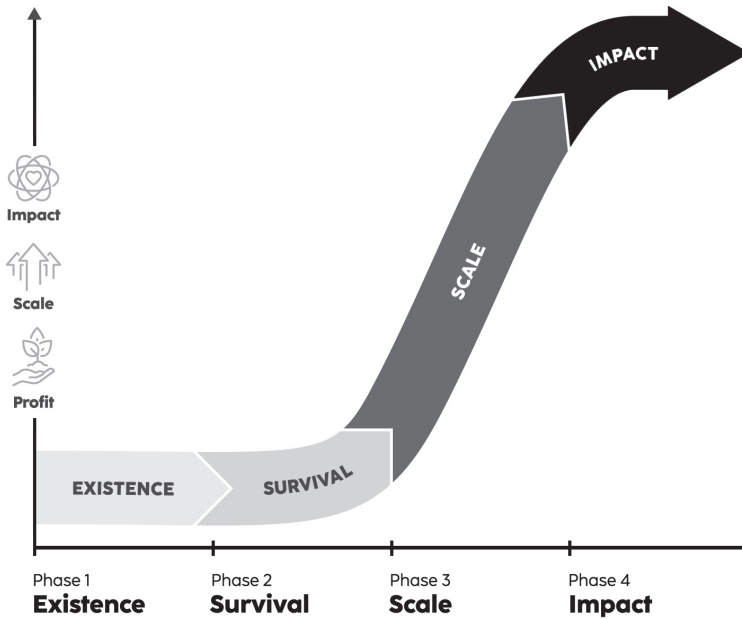 IMPACT
Impact
Scale
SCALE
Profit
EXISTENCE
SURVIVAL
Phase 1
Existence
Phase 2
Survival
Phase 3
Scale
Phase 4
Impact